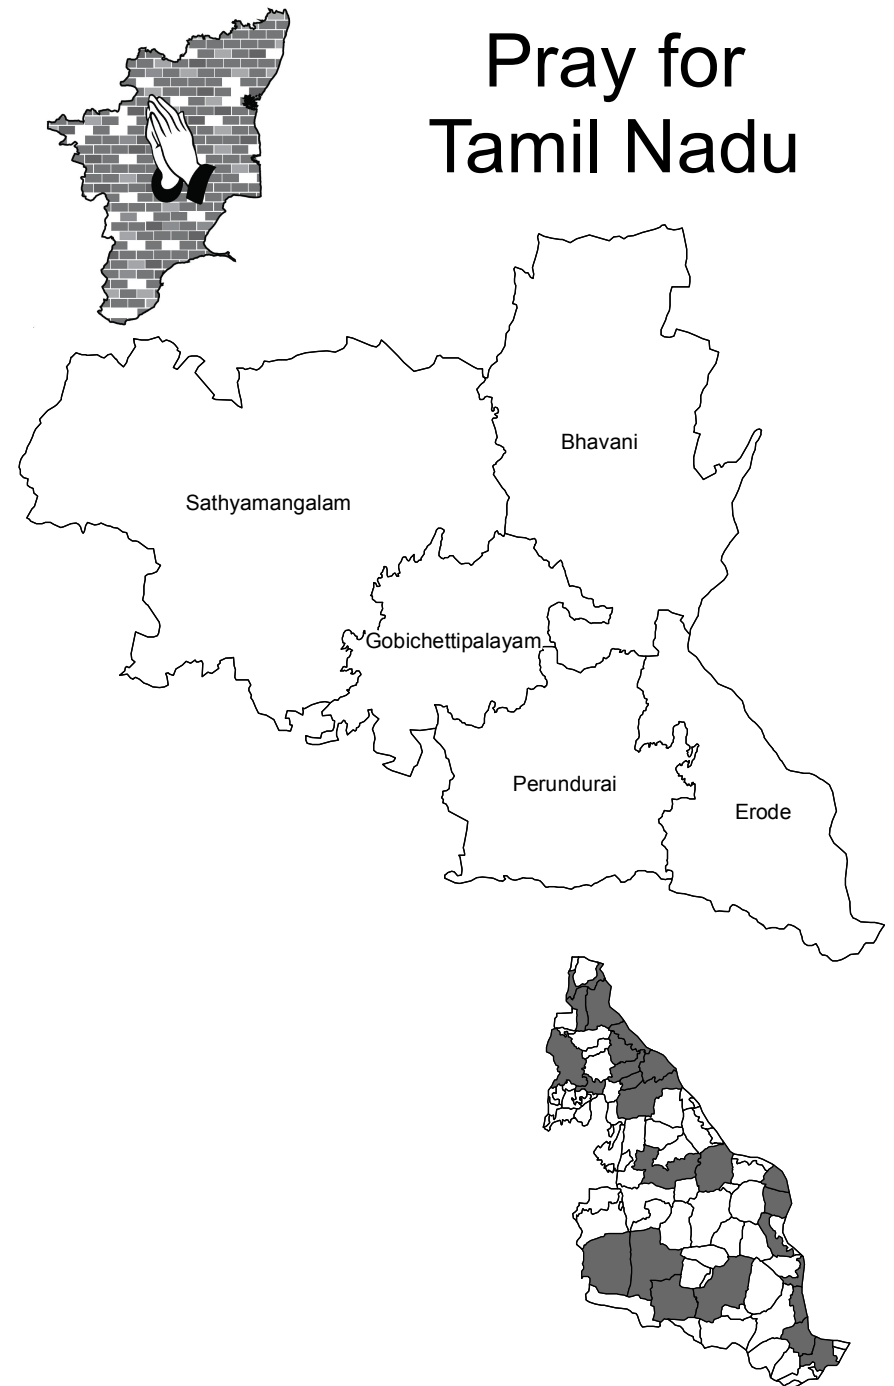 Pray for
Tamil Nadu
Bhavani
Sathyamangalam
Gobichettipalayam
Perundurai
Erode